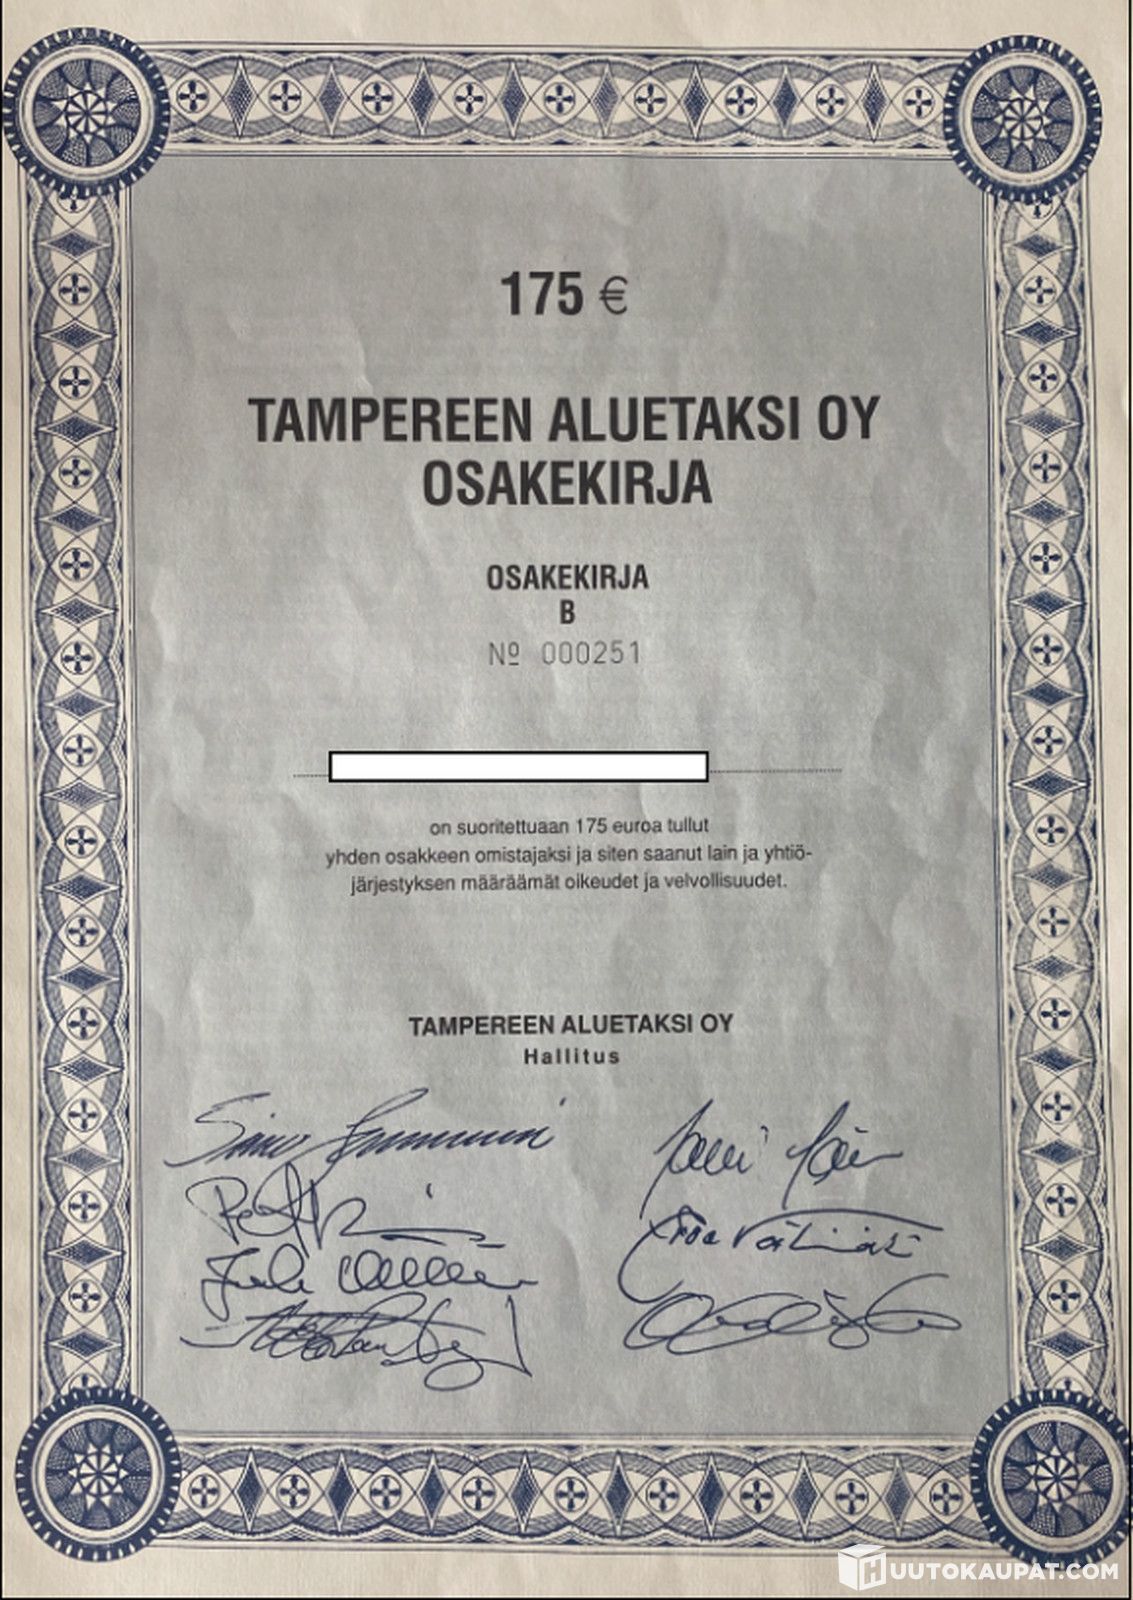 175 €
TAMPEREEN ALUETAKSI OY
OSAKEKIRJA
OSAKEKIRJA
B
Nº 000251
on suoritettuaan 175 euroa tullut
yhden osakkeen omistajaksi ja siten saanut lain ja yhtiö-
järjestyksen määräämät oikeudet ja velvollisuudet.
TAMPEREEN ALUETAKSI OY
Hallitus
HUUTOKAUPAT.COM